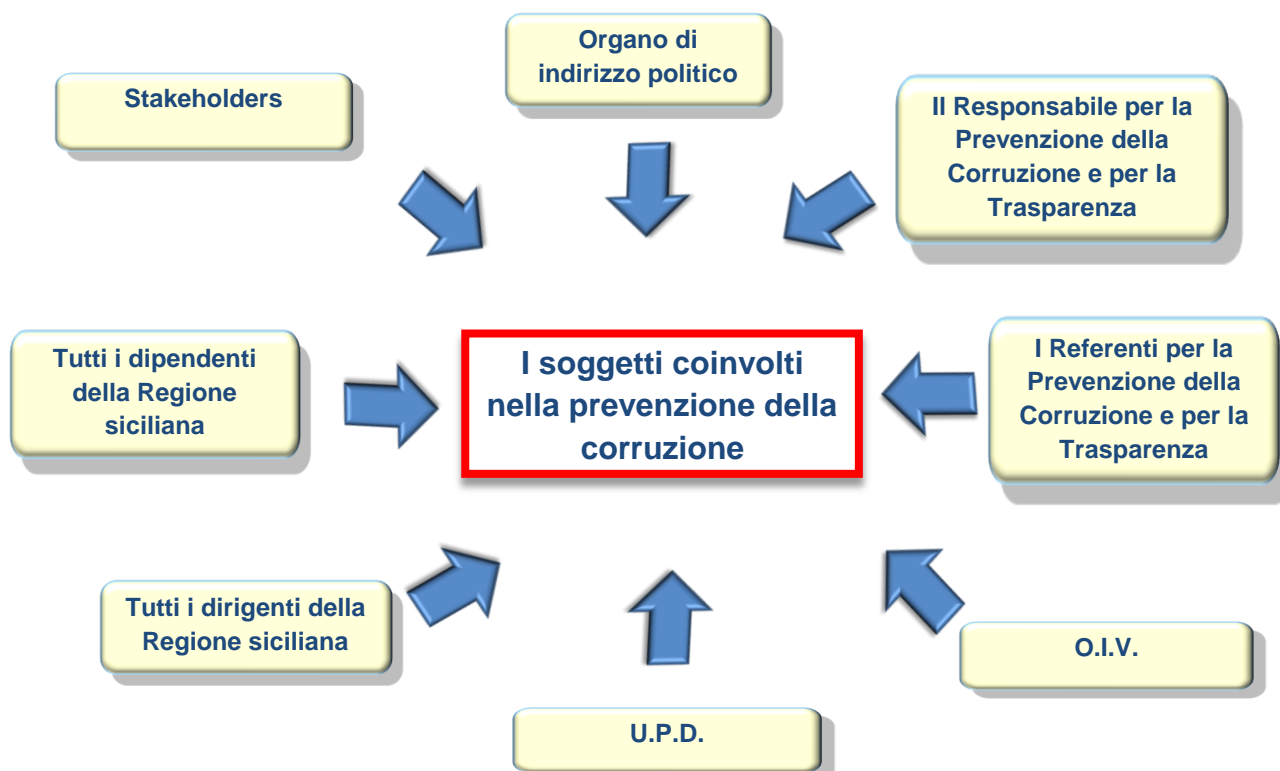 Organo di
indirizzo politico
Stakeholders
Il Responsabile per la
Prevenzione della
Corruzione e per la
Trasparenza
Tutti i dipendenti
della Regione
siciliana
I soggetti coinvolti
nella prevenzione della
corruzione
I Referenti per la
Prevenzione della
Corruzione e per la
Trasparenza
Tutti i dirigenti della
Regione siciliana
O.I.V.
U.P.D.